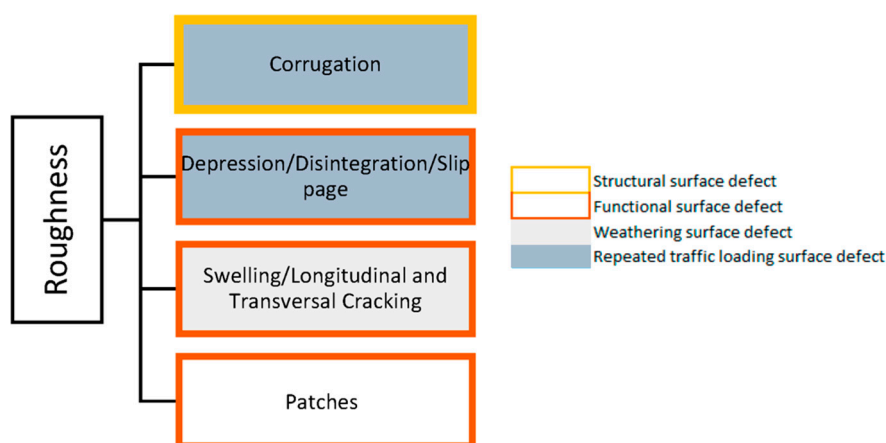 Roughness
Corrugation
Depression/Disintegration/Slip
page
Swelling/Longitudinal and
Transversal Cracking
Patches
Structural surface defect
Functional surface defect
Weathering surface defect
Repeated traffic loading surface defect